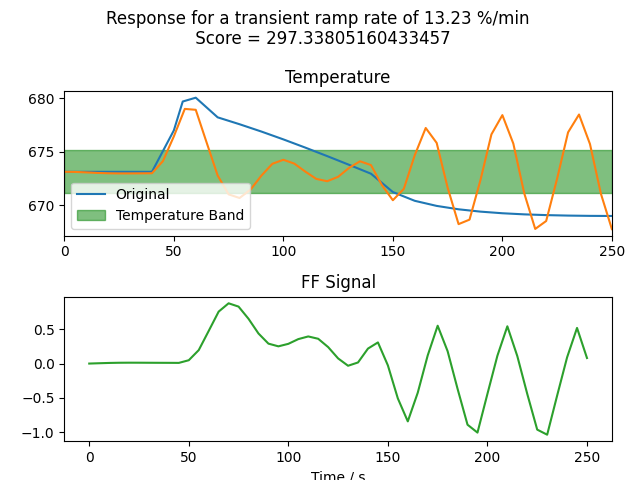 Response for a transient ramp rate of 13.23 %/min
Score = 297.33805160433457
Temperature
680
675
670
Original
Temperature Band
0 50 100 150 200 250
FF Signal
0.5
0.0
−0.5
−1.0
0 50 100 150 200 250
Time / s